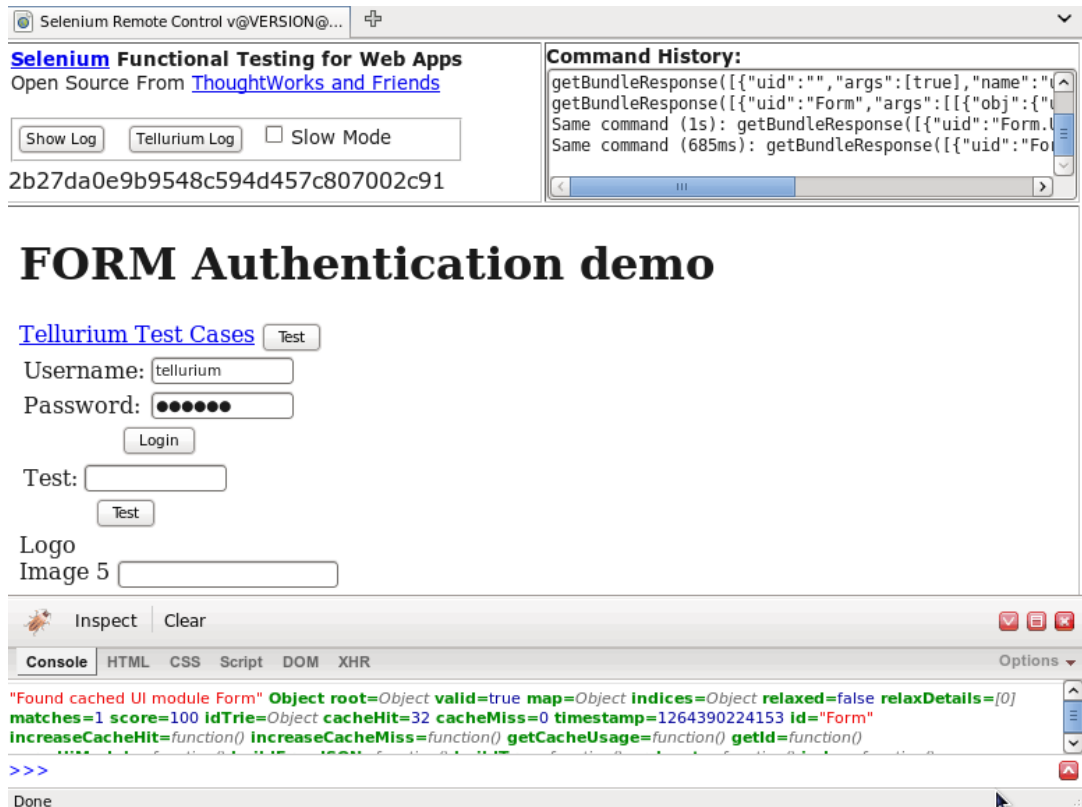 Selenium Remote Control v@VERSION@...
Selenium Functional Testing for Web Apps
Open Source From ThoughtWorks and Friends
Show Log Tellurium Log Slow Mode
2b27da0e9b9548c594d457c807002c91
Command History:
getBundleResponse([{"uid":"","args":[true],"name":"
getBundleResponse([{"uid":"Form","args":[[{"obj":{"
Same command (1s): getBundleResponse([{"uid":"Form.
Same command (685ms): getBundleResponse([{"uid":"Fo
FORM Authentication demo
Tellurium Test Cases Test
Username: tellurium
Password: ●●●●●●
Login
Test:
Test
Logo
Image 5
Inspect Clear
Console HTML CSS Script DOM XHR Options
"Found cached UI module Form" Object root=Object valid=true map=Object indices=Object relaxed=false relaxDetails=[0]
matches=1 score=100 idTrie=Object cacheHit=32 cacheMiss=0 timestamp=1264390224153 id="Form"
increaseCacheHit=function() increaseCacheMiss=function() getCacheUsage=function() getId=function()
>>>
Done